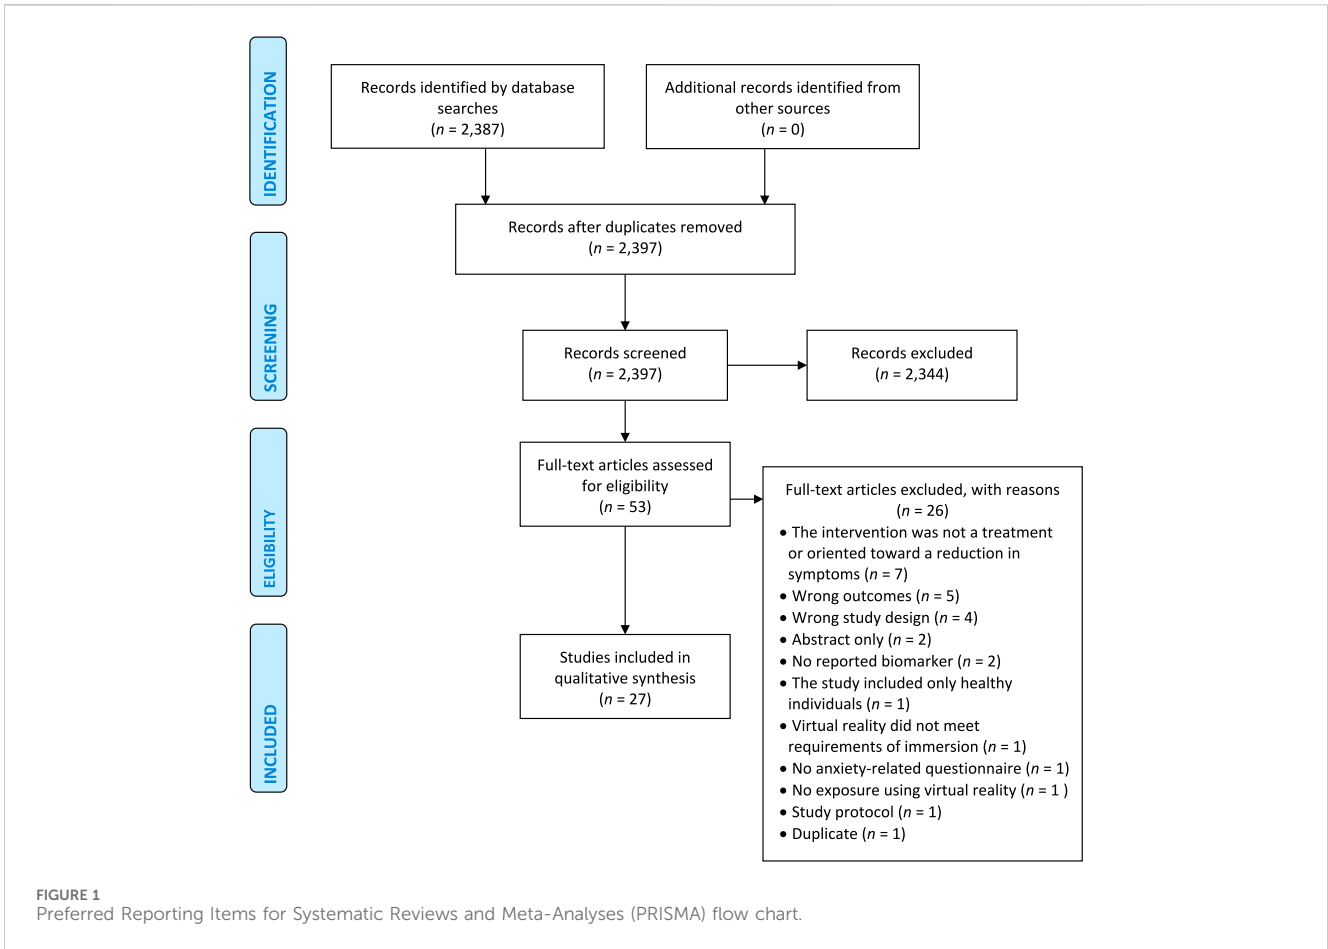 IDENTIFICATION
Records identified by database
searches
(n = 2,387)
Additional records identified from
other sources
(n = 0)
Records after duplicates removed
(n = 2,397)
SCREENING
Records screened
(n = 2,397)
Records excluded
(n = 2,344)
ELIGIBILITY
Full-text articles assessed
for eligibility
(n = 53)
Full-text articles excluded, with reasons
(n = 26)
• The intervention was not a treatment
or oriented toward a reduction in
symptoms (n = 7)
• Wrong outcomes (n = 5)
• Wrong study design (n = 4)
• Abstract only (n = 2)
• No reported biomarker (n = 2)
• The study included only healthy
individuals (n = 1)
• Virtual reality did not meet
requirements of immersion (n = 1)
• No anxiety-related questionnaire (n = 1)
• No exposure using virtual reality (n = 1 )
• Study protocol (n = 1)
• Duplicate (n = 1)
INCLUDED
Studies included in
qualitative synthesis
(n = 27)
FIGURE 1
Preferred Reporting Items for Systematic Reviews and Meta-Analyses (PRISMA) flow chart.